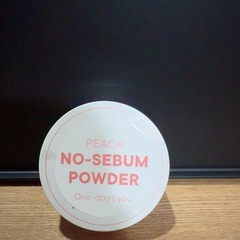 PEACH
NO-SEBUM
POWDER
One-day's you